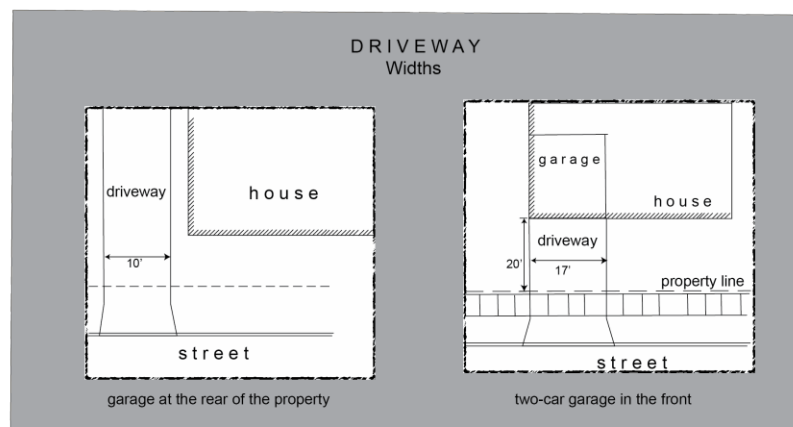 DRIVEWAY
Widths
driveway
house
10'
street
garage at the rear of the property
garage
house
driveway
20'
17'
property line
street
two-car garage in the front